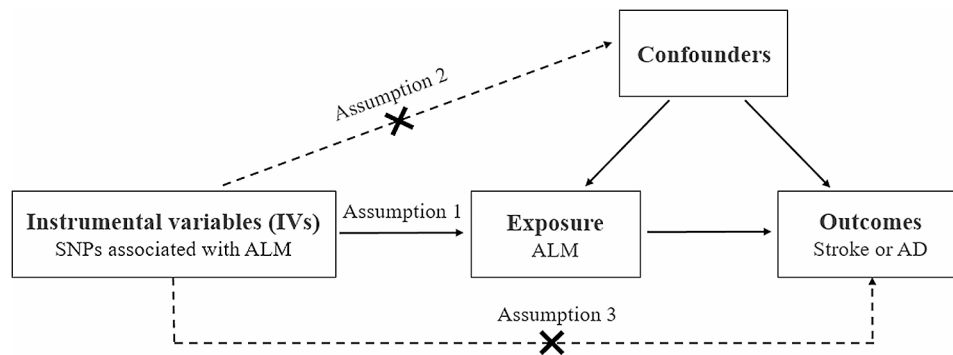 Confounders
Assumption 2
Instrumental variables (IVs)
SNPs associated with ALM
Assumption 1
Exposure
ALM
Outcomes
Stroke or AD
Assumption 3